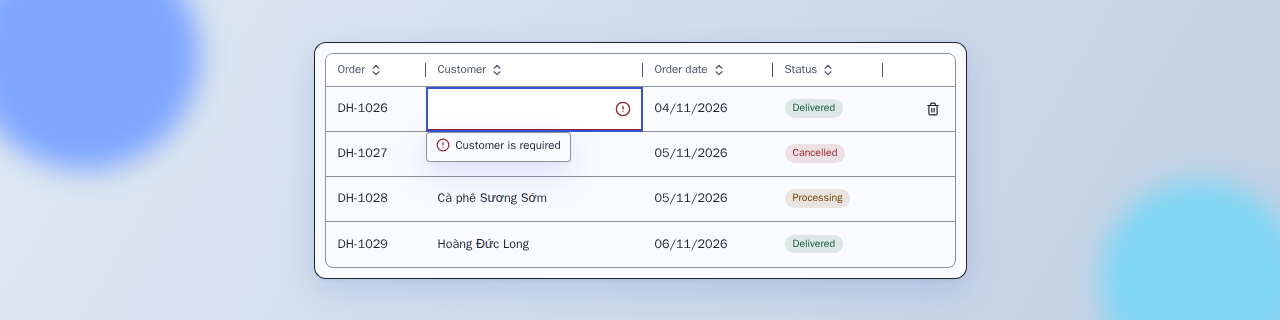 Order Customer Order date Status
DH-1026 04/11/2026 Delivered
DH-1027 Customer is required 05/11/2026 Cancelled
DH-1028 Cà phê Sương Sớm 05/11/2026 Processing
DH-1029 Hoàng Đức Long 06/11/2026 Delivered